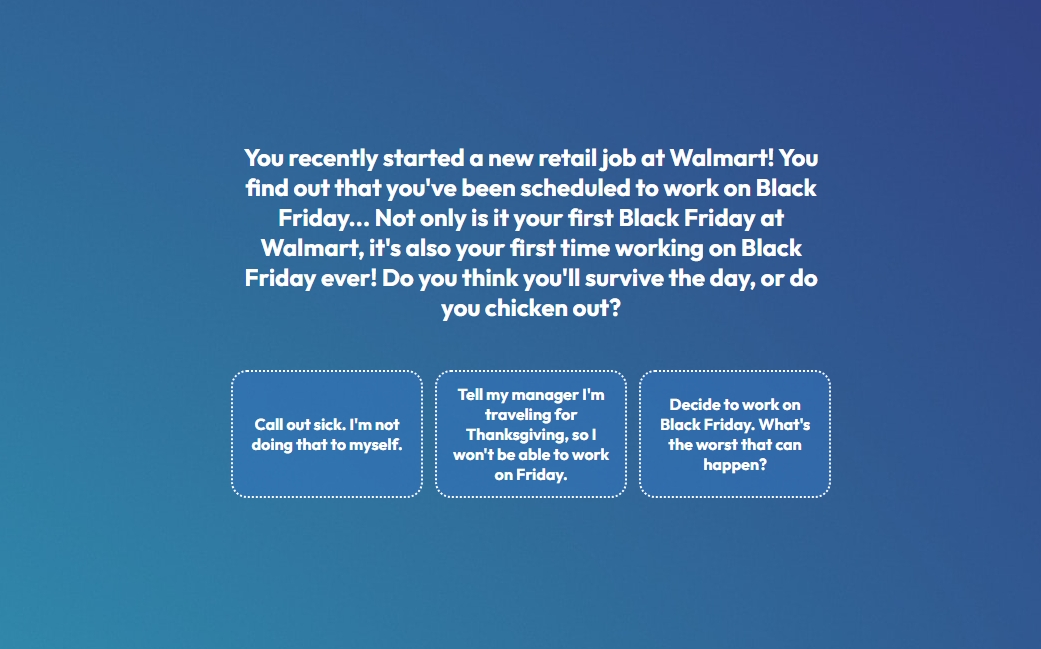 You recently started a new retail job at Walmart! You
find out that you've been scheduled to work on Black
Friday... Not only is it your first Black Friday at
Walmart, it's also your first time working on Black
Friday ever! Do you think you'll survive the day, or do
you chicken out?
Call out sick. I'm not
doing that to myself.
Tell my manager I'm
traveling for
Thanksgiving, so I
won't be able to work
on Friday.
Decide to work on
Black Friday. What's
the worst that can
happen?